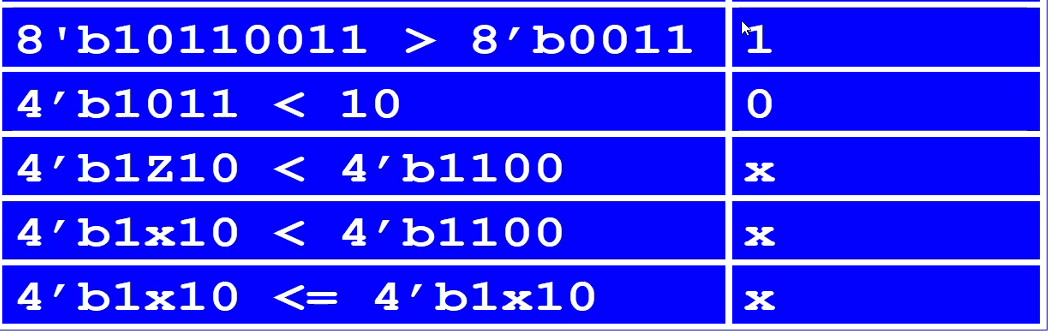 8'b10110011 > 8′b0011 1
4′b1011 < 10 0
4′b1Z10 < 4′b1100 x
4′b1x10 < 4′b1100 x
4′b1x10 <= 4′b1x10 x